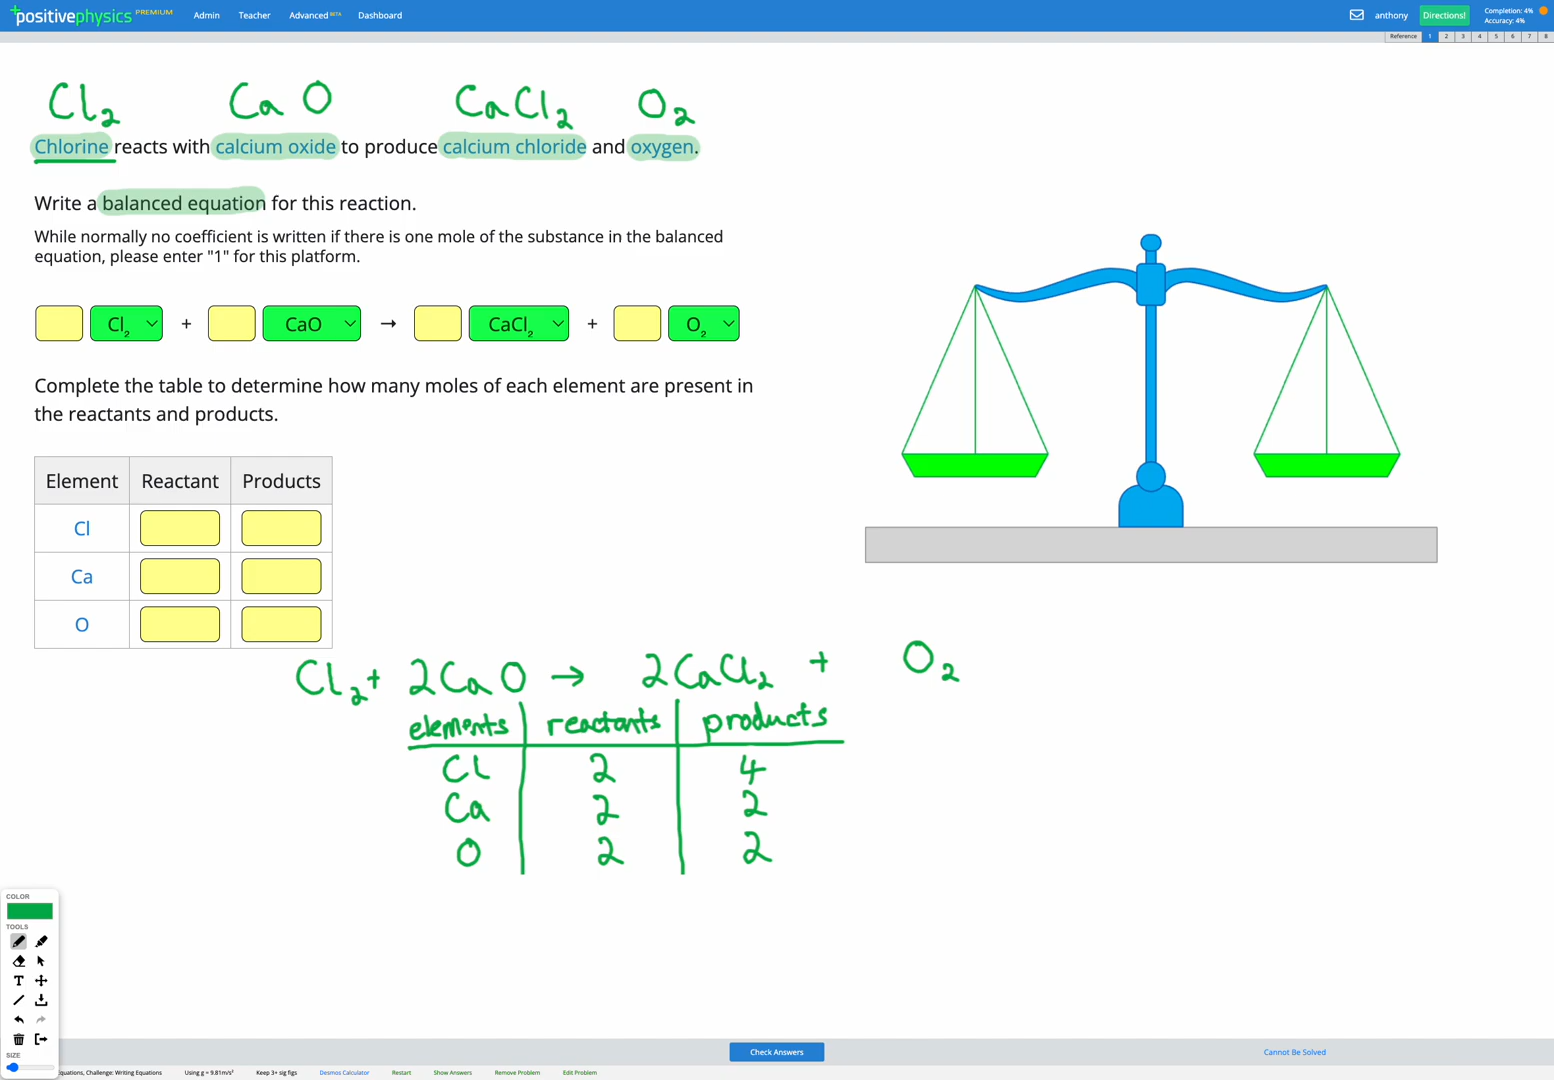 +positivephysics PREMIUM Admin Teacher Advanced BETA Dashboard anthony Directions! Completion: 4% Accuracy: 4%
Reference 1 2 3 4 5 6 7 8
Cl₂ CaO CaCl₂ O₂
Chlorine reacts with calcium oxide to produce calcium chloride and oxygen.
Write a balanced equation for this reaction.
While normally no coefficient is written if there is one mole of the substance in the balanced
equation, please enter "1" for this platform.
Cl₂ + CaO → CaCl₂ + O₂
Complete the table to determine how many moles of each element are present in
the reactants and products.
Element Reactant Products
Cl
Ca
O
Cl₂ + 2CaO → 2CaCl₂ + O₂
elements reactants products
Cl 2 4
Ca 2 2
O 2 2
COLOR
TOOLS
T
SIZE
Check Answers Cannot Be Solved
quations, Challenge: Writing Equations Using g = 9.81m/s² Keep 3+ sig figs Desmos Calculator Restart Show Answers Remove Problem Edit Problem